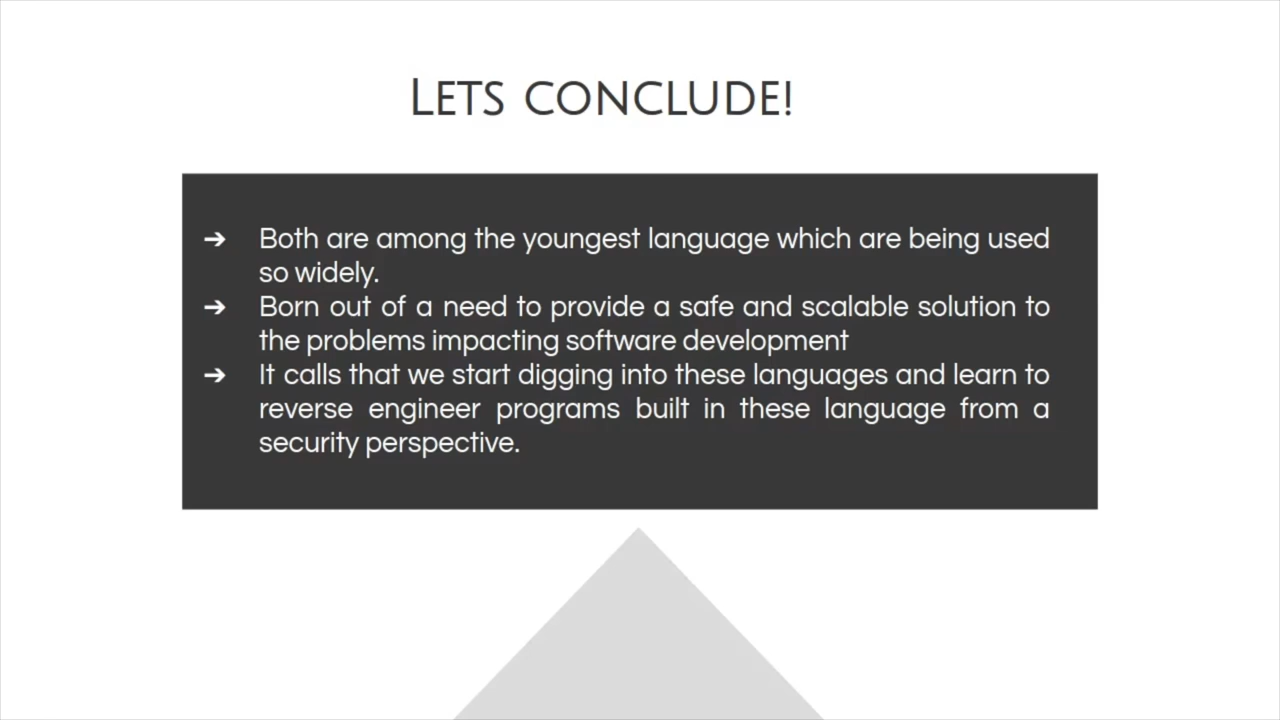 LETS CONCLUDE!
➔ Both are among the youngest language which are being used
so widely.
➔ Born out of a need to provide a safe and scalable solution to
the problems impacting software development
➔ It calls that we start digging into these languages and learn to
reverse engineer programs built in these language from a
security perspective.